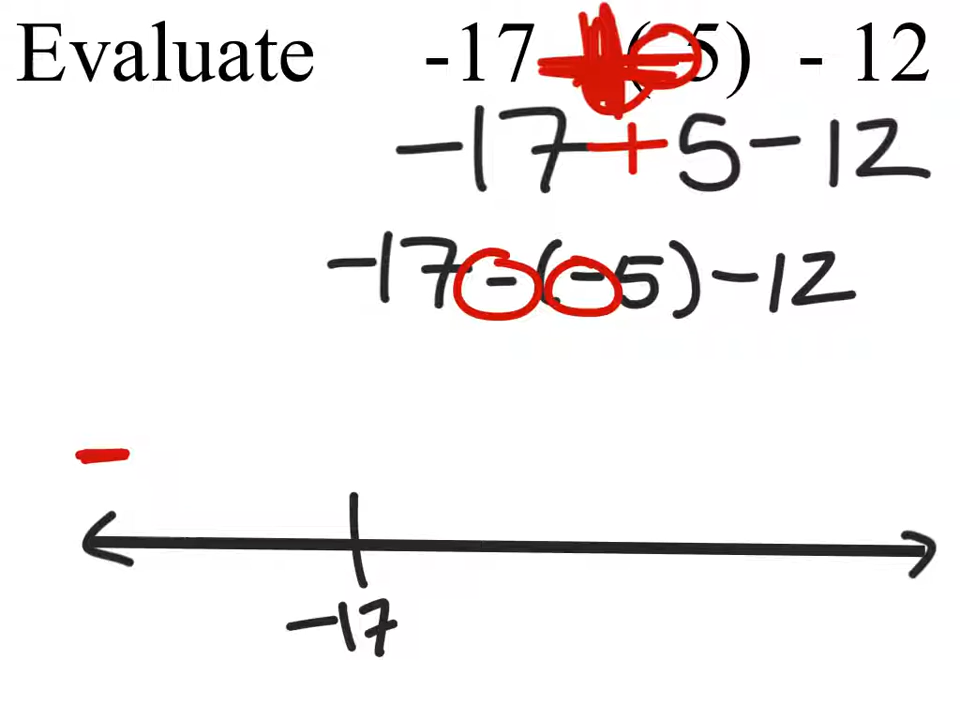 Evaluate -17 (-5) - 12
-17+5-12
-17-(-5)-12
-
-17